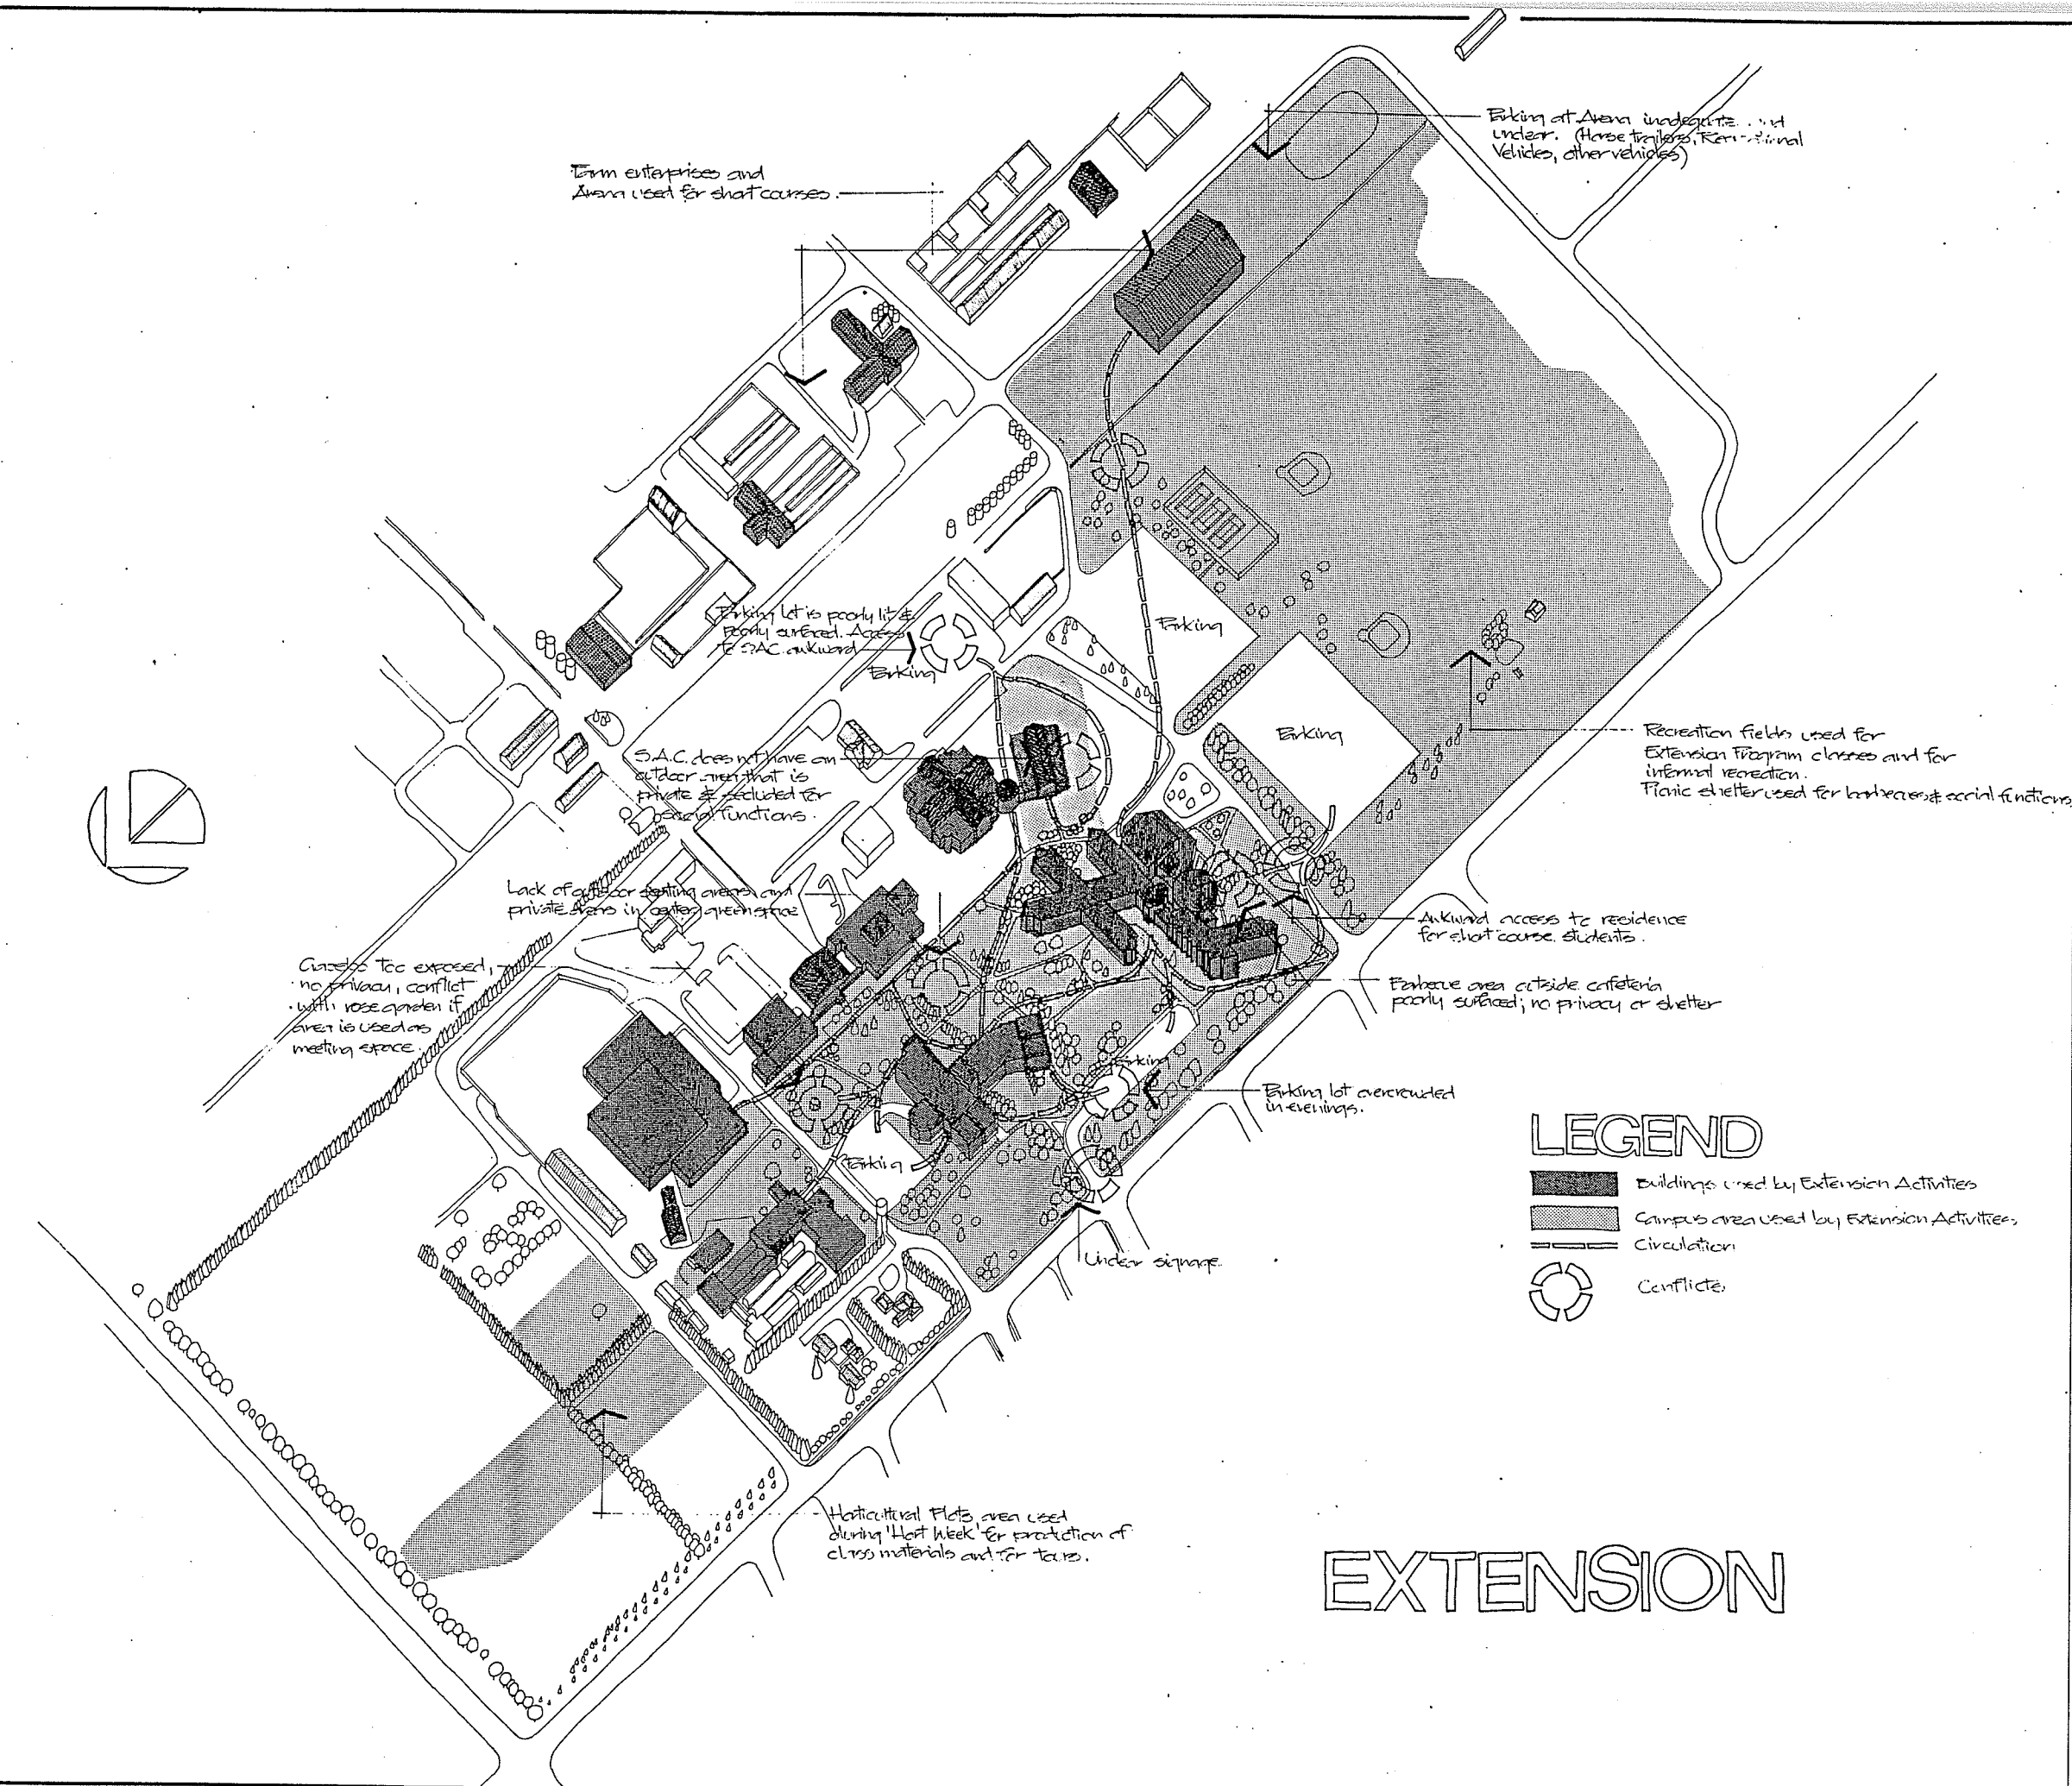 Parking at Arena inadequate and
unclear. (Horse trailers, Recreational
Vehicles, other vehicles)
Farm enterprises and
Arena used for short courses.
Parking lot is poorly lit &
poorly surfaced. Access
to S.A.C. awkward
Parking
Parking
Parking
Recreation fields used for
Extension Program classes and for
informal recreation.
Picnic shelter used for barbecues & social functions
S.A.C. does not have an
outdoor area that is
private & secluded for
social functions.
Lack of outdoor seating areas and
private areas in center greenspace
Awkward access to residence
for short course students.
Gazebo too exposed,
no privacy, conflict
with rose garden if
area is used as
meeting space.
Barbecue area outside cafeteria
poorly surfaced; no privacy or shelter
Parking
Parking lot overcrowded
in evenings.
Parking
Unclear signage
LEGEND
Buildings used by Extension Activities
Campus area used by Extension Activities
Circulation
Conflicts
Horticultural Plots area used
during 'Hort Week' for production of
class materials and for tours.
EXTENSION